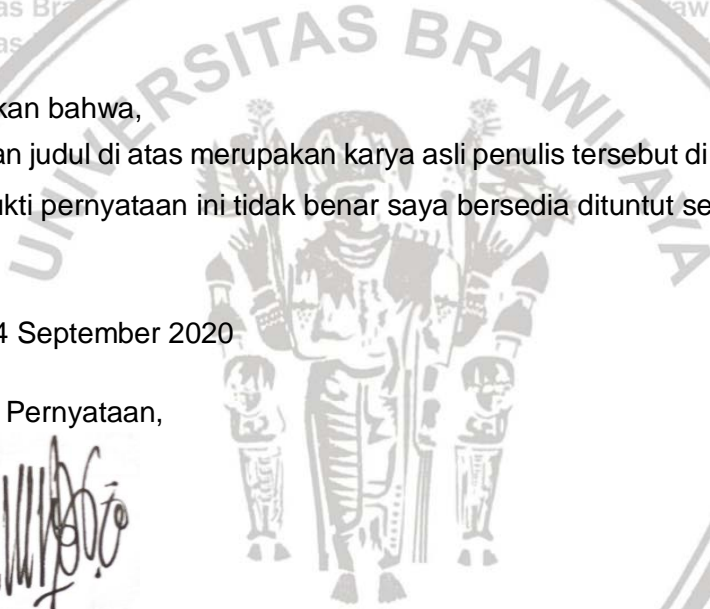 UNIVERSITAS BRAWIJAYA
kan bahwa,
an judul di atas merupakan karya asli penulis tersebut di
ukti pernyataan ini tidak benar saya bersedia dituntut se
4 September 2020
Pernyataan,